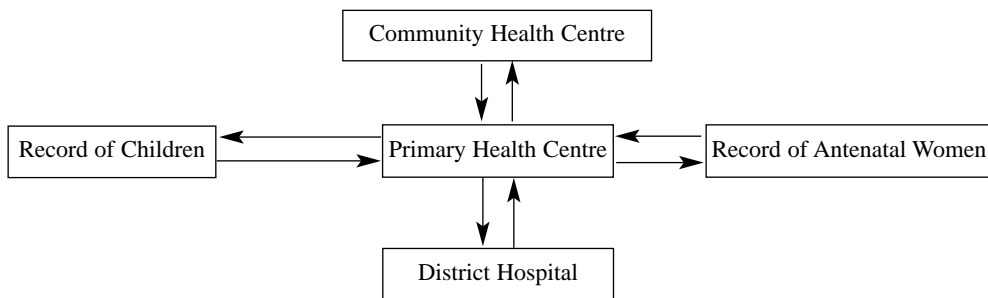 Community Health Centre
Record of Children
Primary Health Centre
Record of Antenatal Women
District Hospital